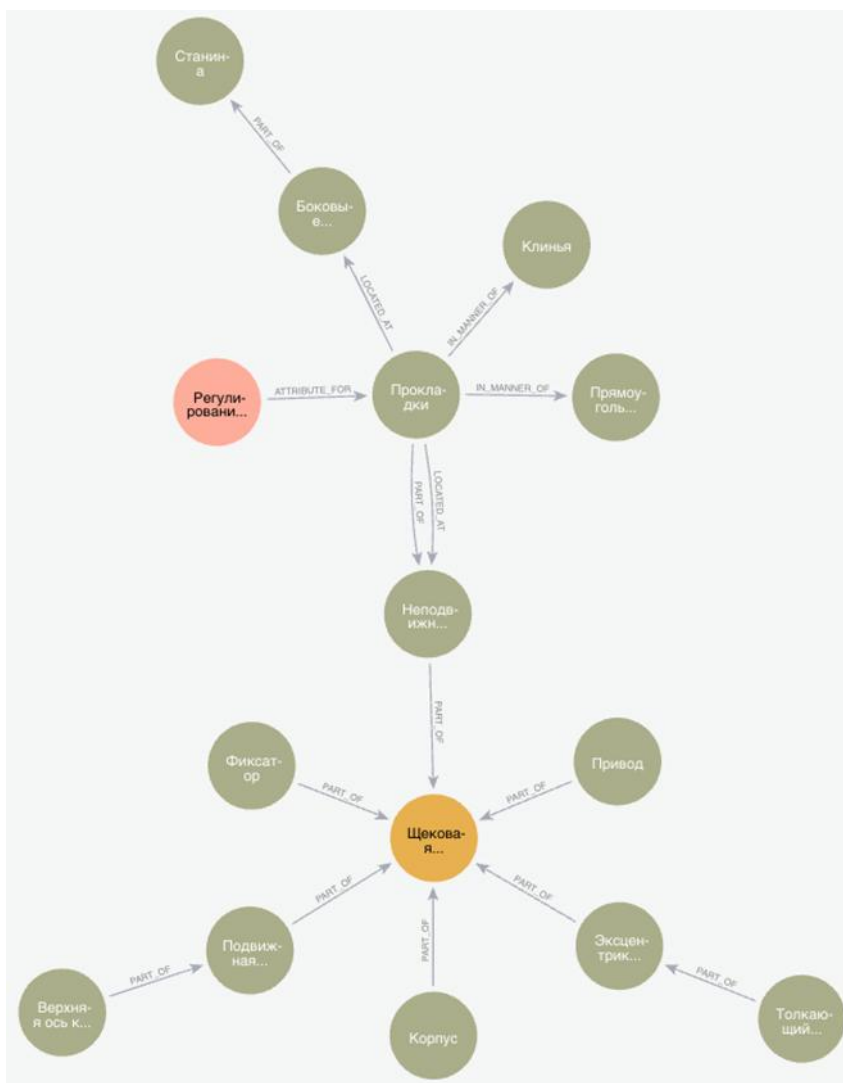 Станин-
а
PART_OF
Боковы-
е...
Клинья
LOCATED_AT
IN_MANNER_OF
Регули-
ровани...
ATTRIBUTE_FOR
Прокла-
дки
IN_MANNER_OF
Прямоу-
голь...
PART_OF
LOCATED_AT
Неподв-
ижн...
PART_OF
Фиксат-
ор
PART_OF
Привод
PART_OF
Щекова-
я...
PART_OF
PART_OF
PART_OF
Подвиж-
ная...
Эксцен-
трик...
PART_OF
PART_OF
Верхня-
я ось к...
Корпус
Толкаю-
щий...